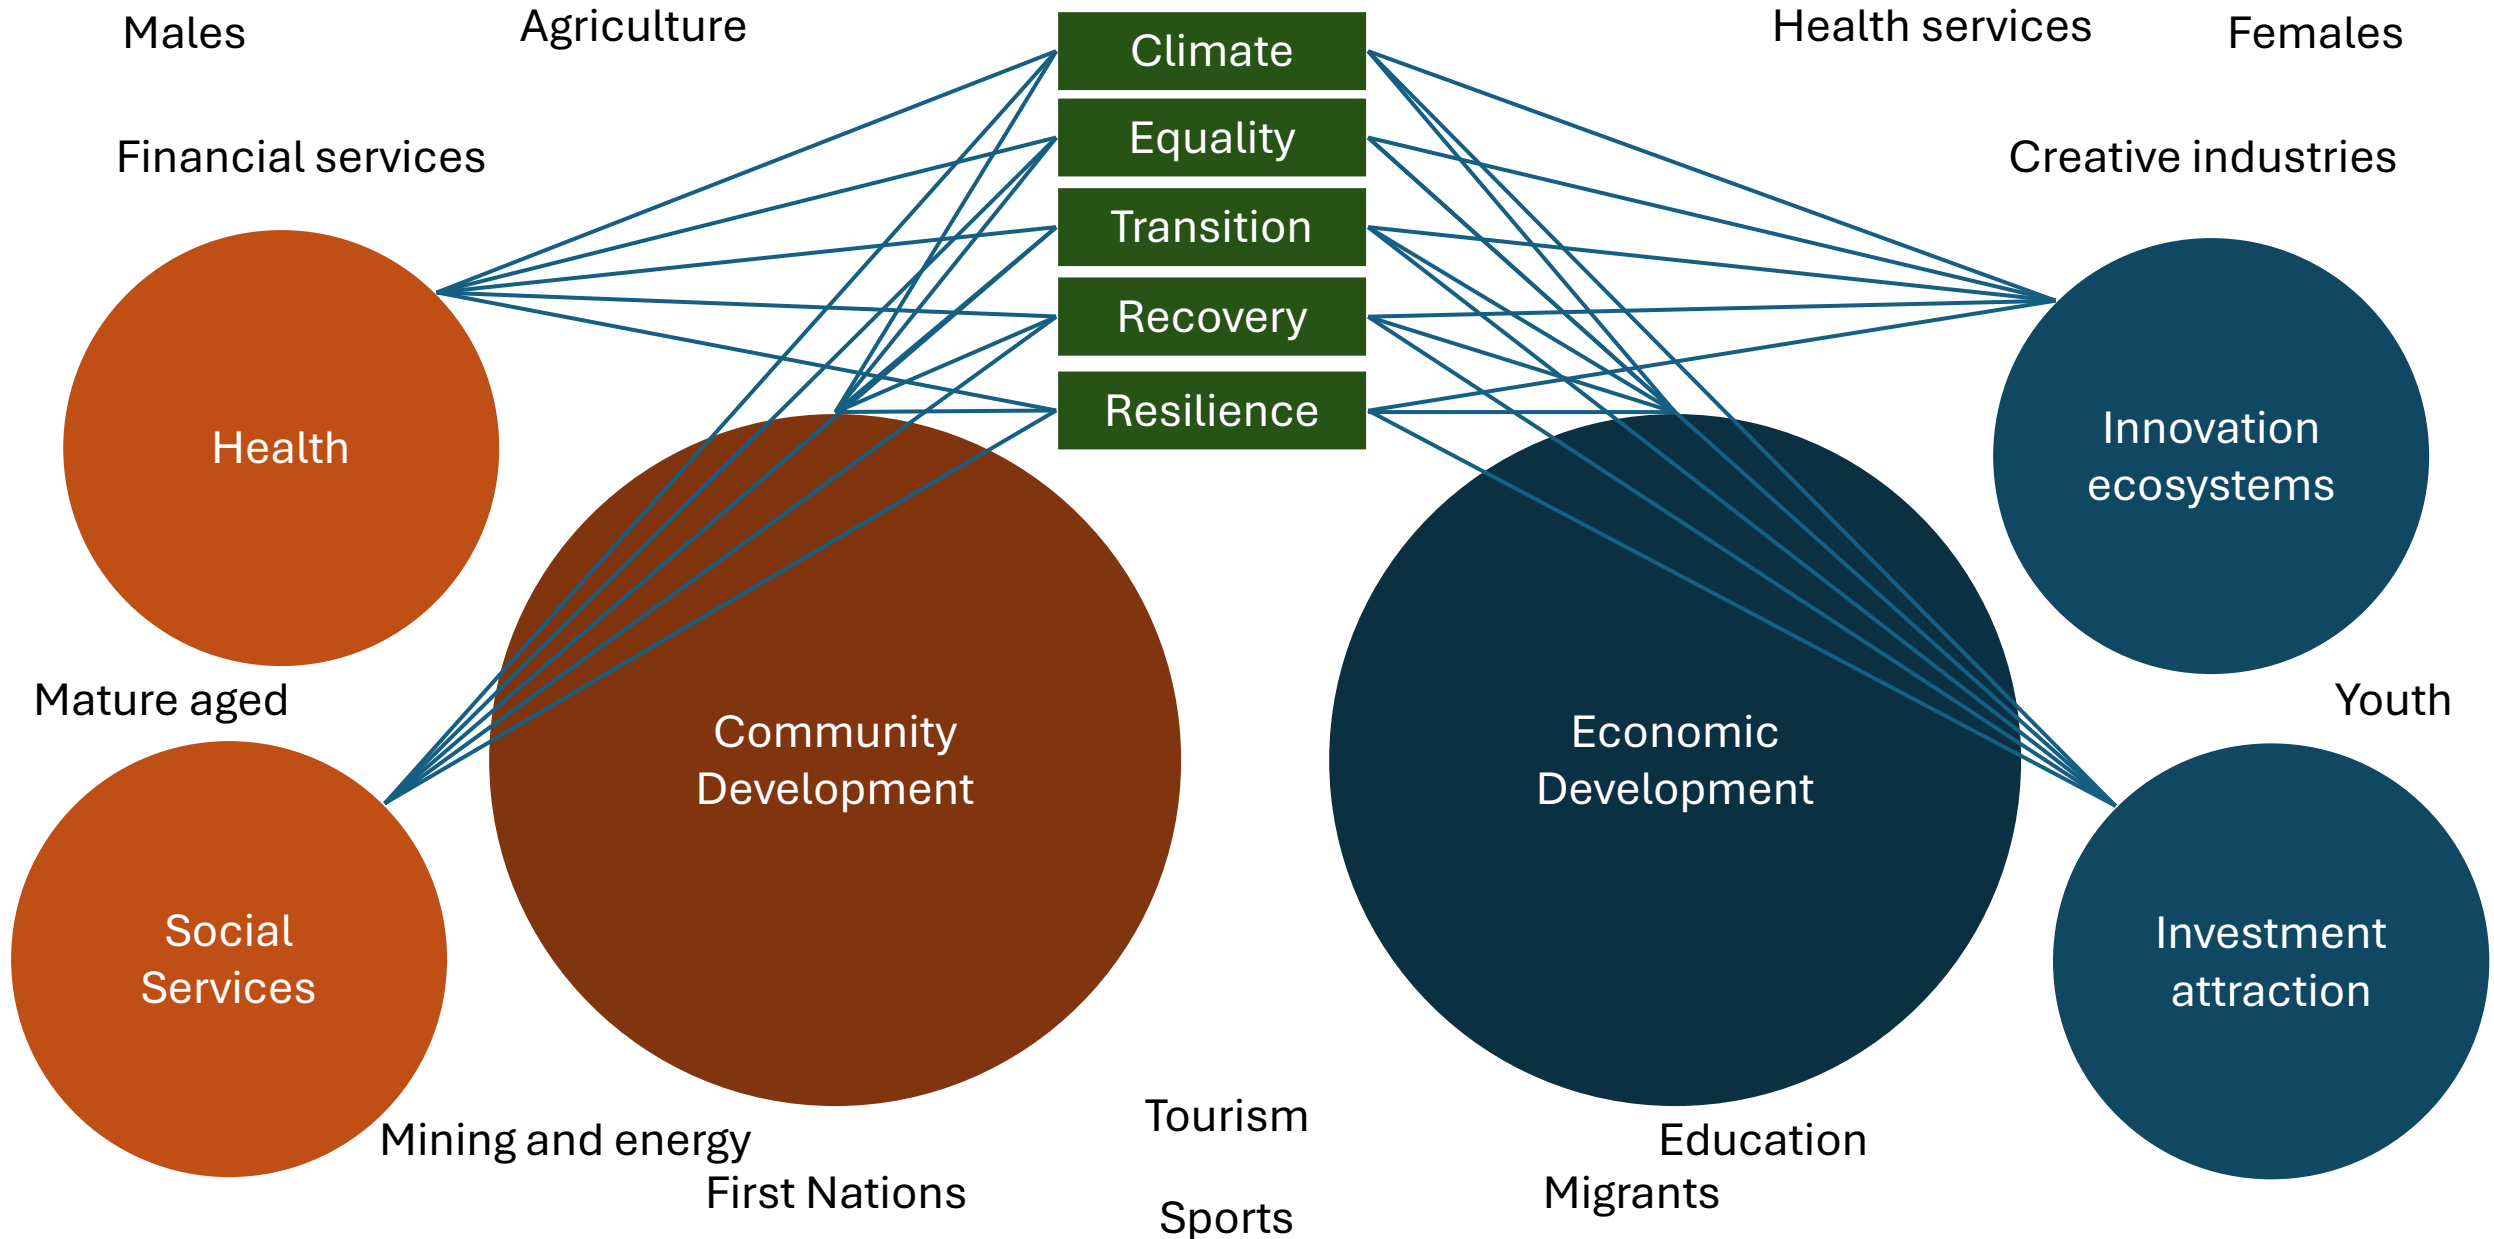 Males
Agriculture
Climate
Health services
Females
Equality
Financial services
Creative industries
Transition
Recovery
Resilience
Health
Innovation
ecosystems
Mature aged
Youth
Community
Development
Economic
Development
Social
Services
Investment
attraction
Mining and energy
Tourism
Education
First Nations
Migrants
Sports